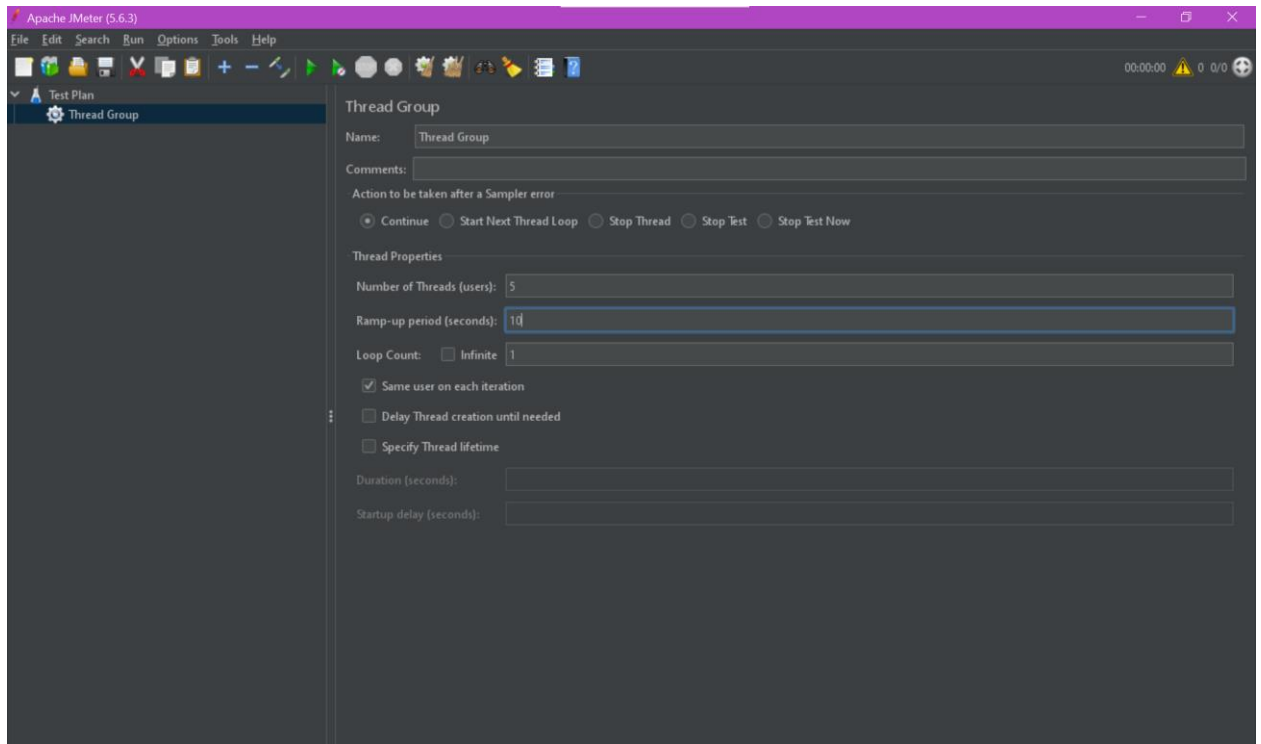 Apache JMeter (5.6.3)
File Edit Search Run Options Tools Help
00:00:00 0 0/0
Test Plan
Thread Group
Thread Group
Name: Thread Group
Comments:
Action to be taken after a Sampler error
Continue Start Next Thread Loop Stop Thread Stop Test Stop Test Now
Thread Properties
Number of Threads (users): 5
Ramp-up period (seconds): 10
Loop Count: Infinite 1
Same user on each iteration
Delay Thread creation until needed
Specify Thread lifetime
Duration (seconds):
Startup delay (seconds):